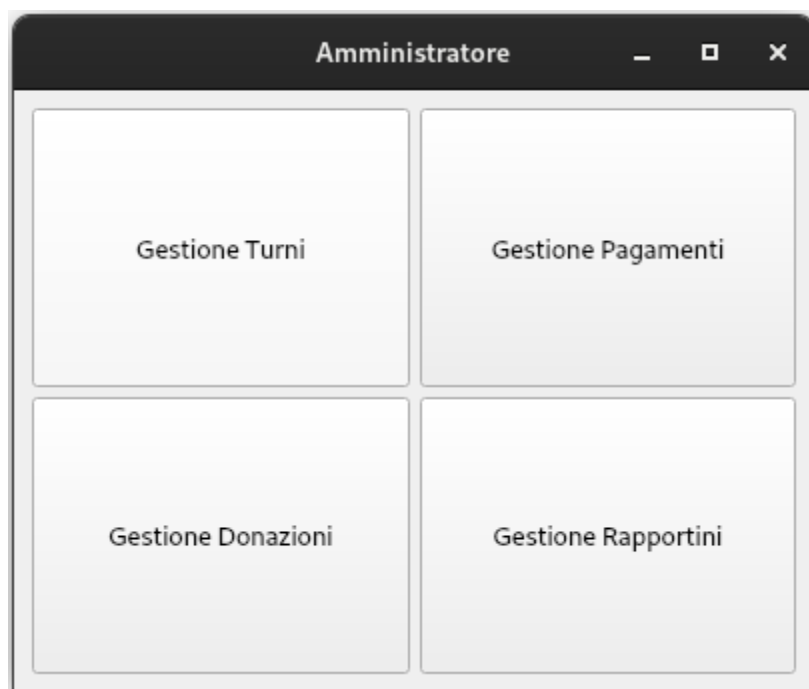 Amministratore
Gestione Turni
Gestione Pagamenti
Gestione Donazioni
Gestione Rapportini